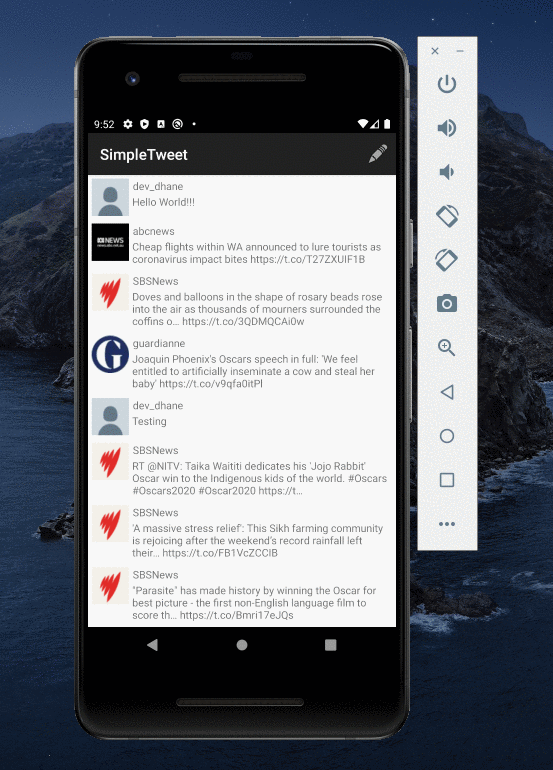 9:52
SimpleTweet
dev_dhane
Hello World!!!
NEWS
abcnews
Cheap flights within WA announced to lure tourists as
coronavirus impact bites https://t.co/T27ZXUIF1B
SBSNews
Doves and balloons in the shape of rosary beads rose
into the air as thousands of mourners surrounded the
coffins o… https://t.co/3QDMQCAi0w
G
guardianne
Joaquin Phoenix's Oscars speech in full: 'We feel
entitled to artificially inseminate a cow and steal her
baby' https://t.co/v9qfa0itPl
dev_dhane
Testing
SBSNews
RT @NITV: Taika Waititi dedicates his 'Jojo Rabbit'
Oscar win to the Indigenous kids of the world. #Oscars
#Oscars2020 #Oscar2020 https://t…
SBSNews
'A massive stress relief': This Sikh farming community
is rejoicing after the weekend's record rainfall left
their… https://t.co/FB1VcZCCIB
SBSNews
"Parasite" has made history by winning the Oscar for
best picture - the first non-English language film to
score th… https://t.co/Bmri17eJQs